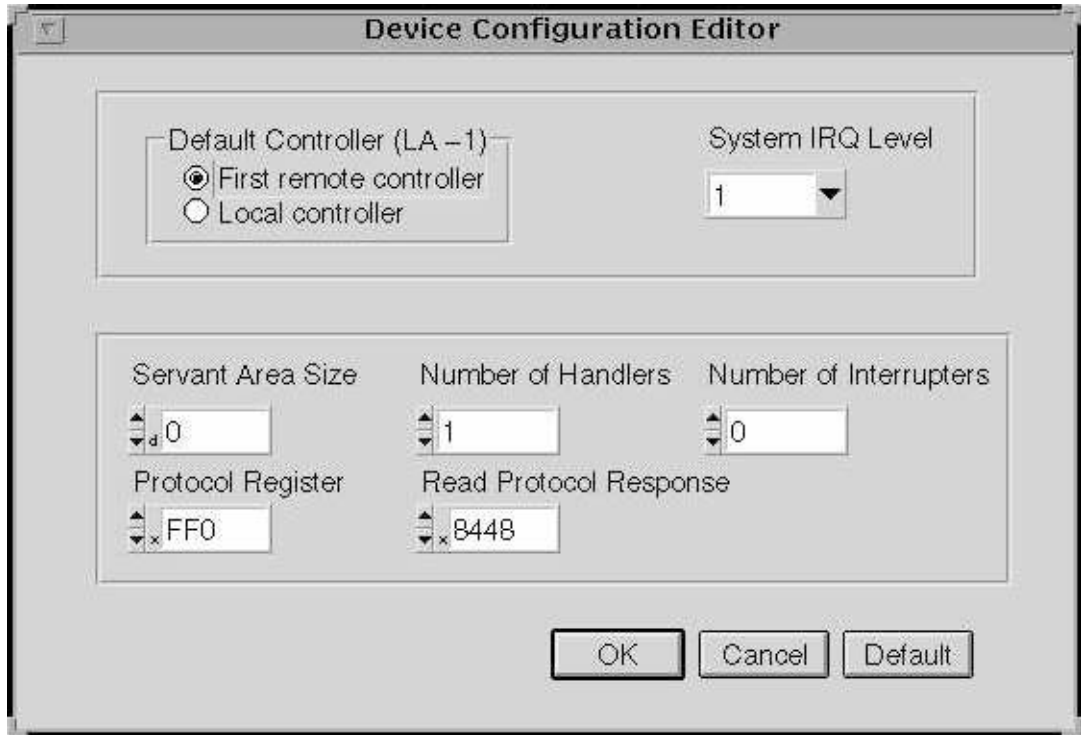 Device Configuration Editor
Default Controller (LA –1)
First remote controller
Local controller
System IRQ Level
1
Servant Area Size
Number of Handlers
Number of Interrupters
d 0
1
0
Protocol Register
Read Protocol Response
x FF0
x 8448
OK
Cancel
Default